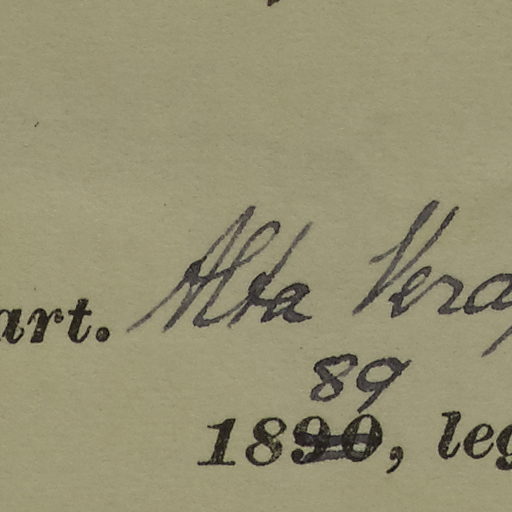 art. Alta Vera
89
1890, leg